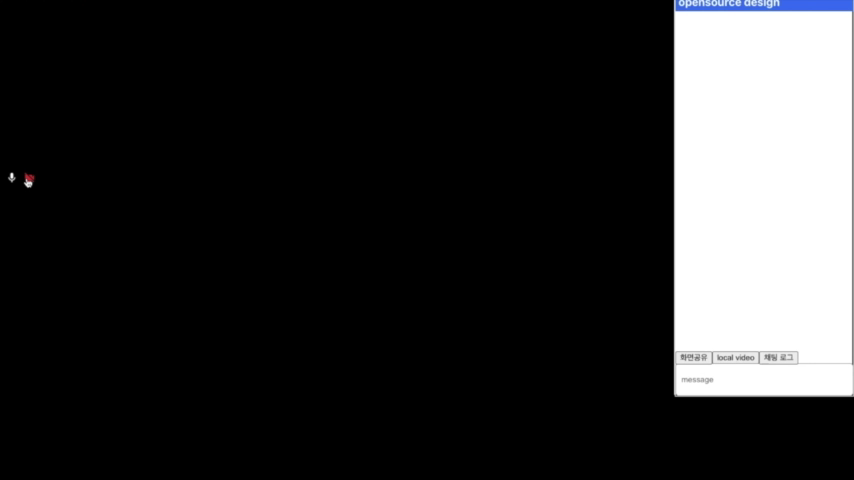 opensource design
화면공유 local video 채팅 로그
message